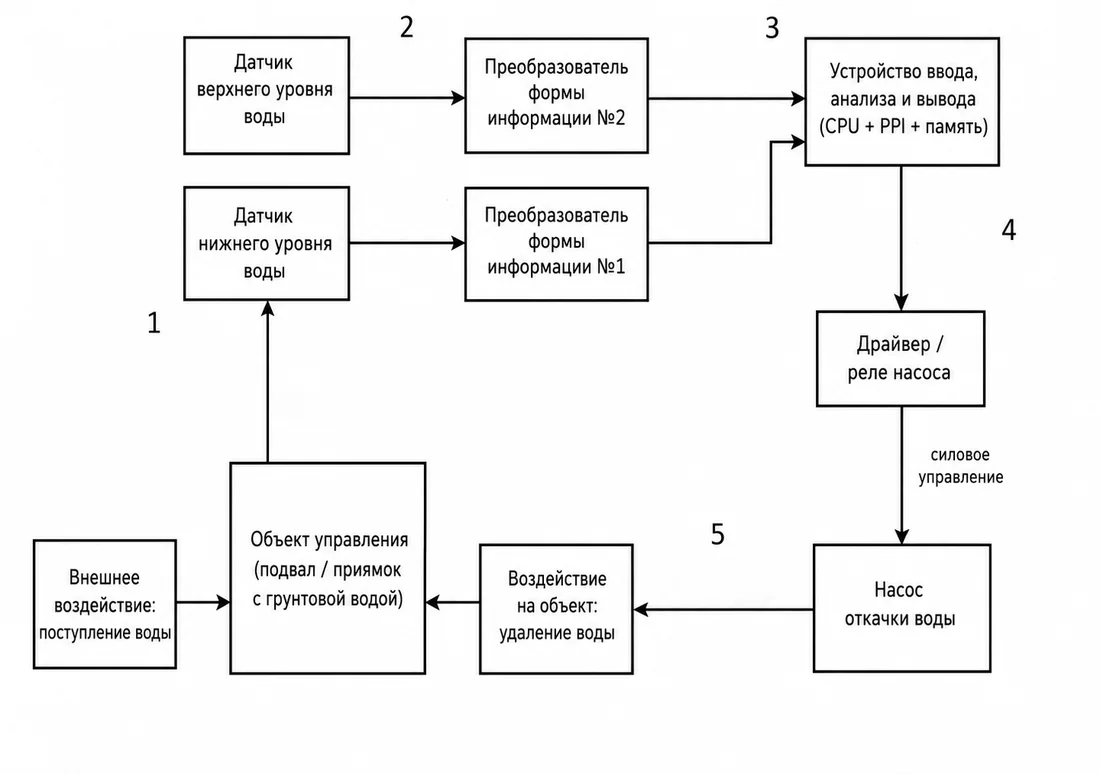 2
3
Датчик
верхнего уровня
воды
Преобразователь
формы
информации №2
Устройство ввода,
анализа и вывода
(CPU + PPI + память)
Датчик
нижнего уровня
воды
Преобразователь
формы
информации №1
4
1
Драйвер /
реле насоса
силовое
управление
5
Внешнее
воздействие:
поступление воды
Объект управления
(подвал / приямок
с грунтовой водой)
Воздействие
на объект:
удаление воды
Насос
откачки воды